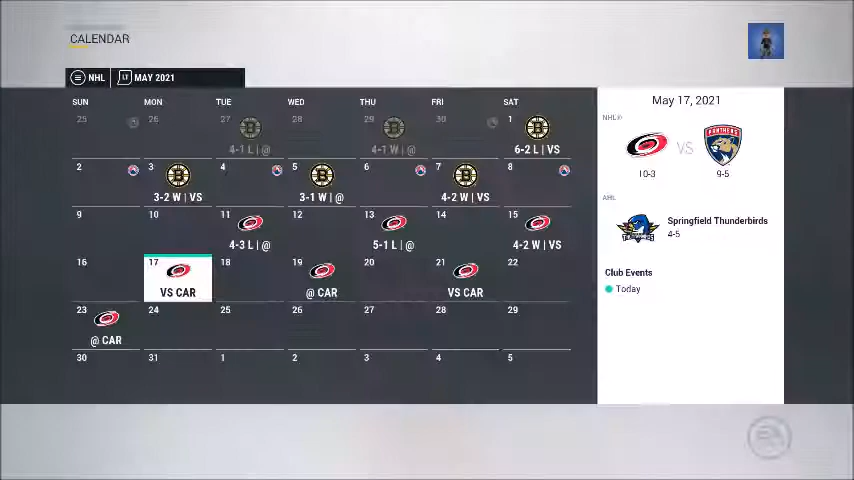 CALENDAR
NHL LT MAY 2021
SUN MON TUE WED THU FRI SAT
25 26 27 28 29 30 1
4-1 L | @ 4-1 W | @ 6-2 L | VS
2 3 4 5 6 7 8
3-2 W | VS 3-1 W | @ 4-2 W | VS
9 10 11 12 13 14 15
4-3 L | @ 5-1 L | @ 4-2 W | VS
16 17 18 19 20 21 22
VS CAR @ CAR VS CAR
23 24 25 26 27 28 29
@ CAR
30 31 1 2 3 4 5
May 17, 2021
NHL®
PANTHERS
VS
10-3 9-5
AHL
Springfield Thunderbirds
4-5
Club Events
Today
EA